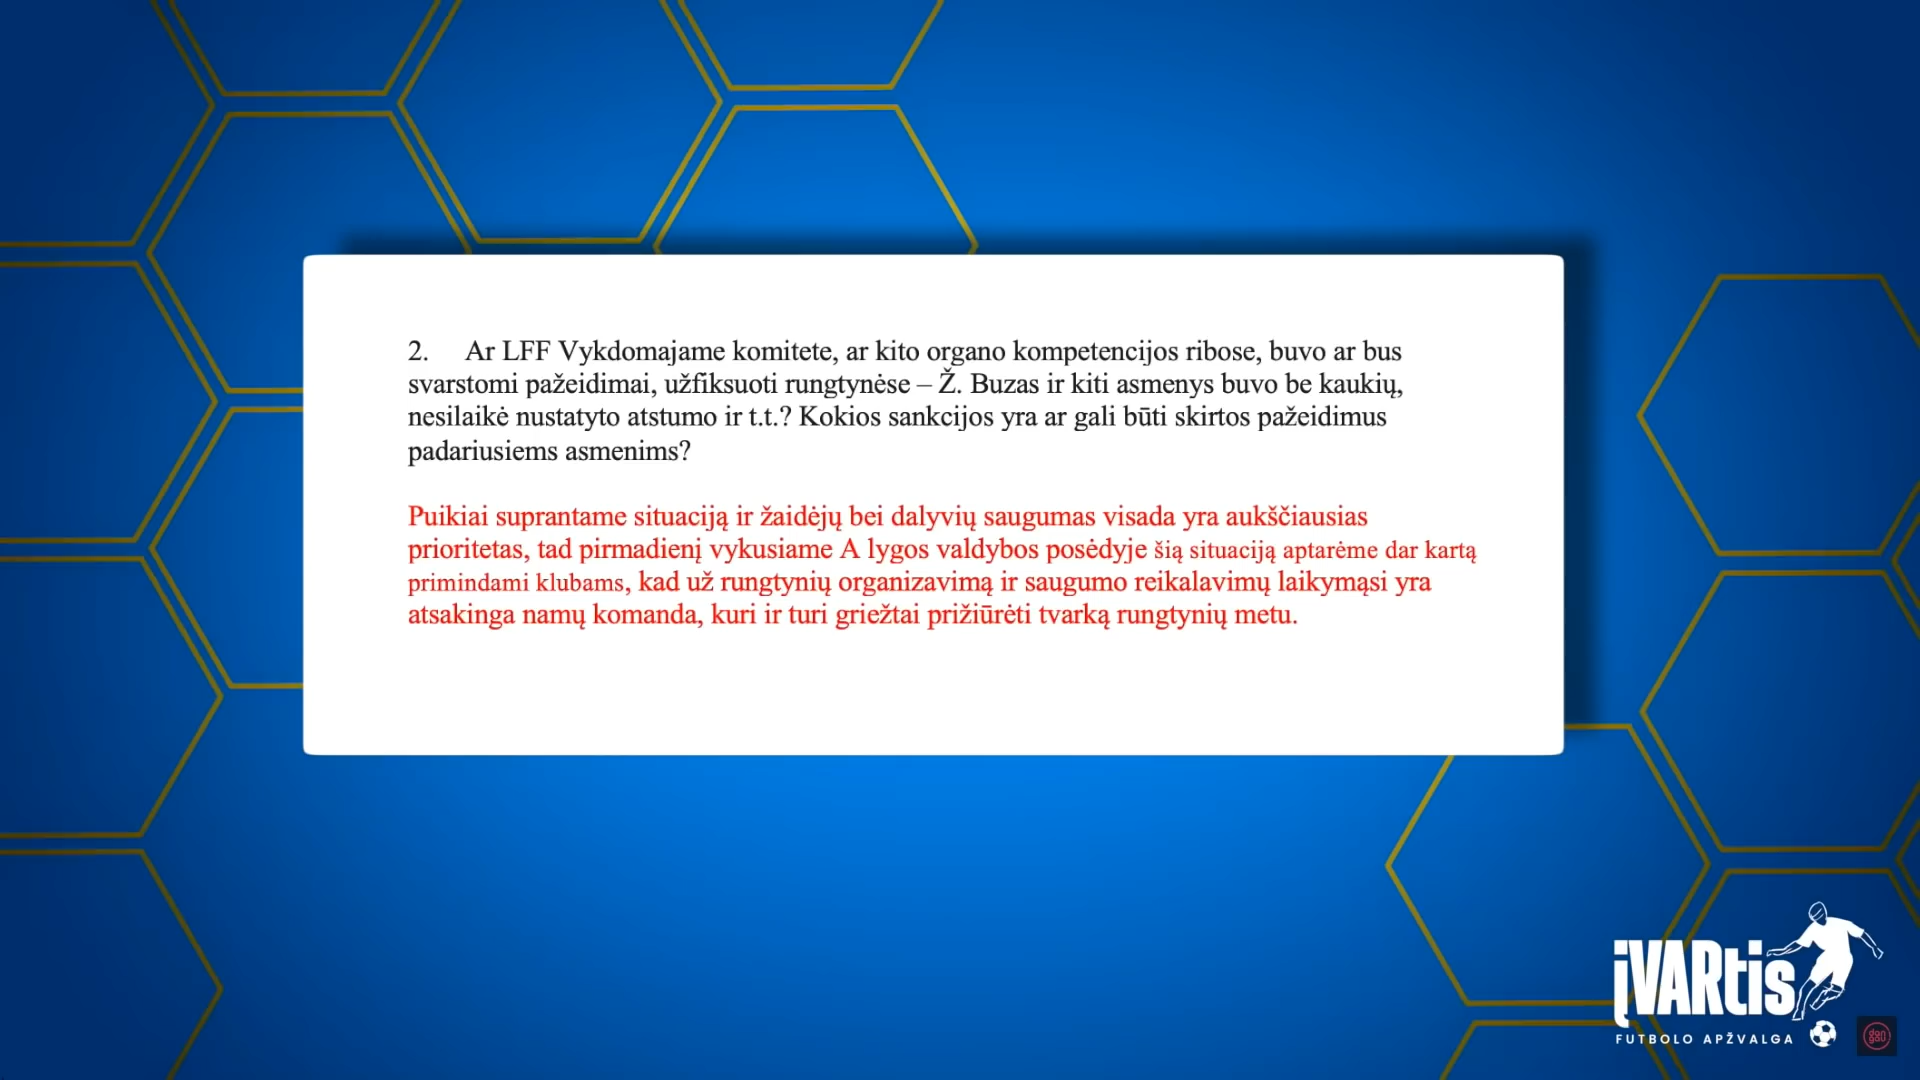 2. Ar LFF Vykdomajame komitete, ar kito organo kompetencijos ribose, buvo ar bus
svarstomi pažeidimai, užfiksuoti rungtynėse – Ž. Buzas ir kiti asmenys buvo be kaukių,
nesilaikė nustatyto atstumo ir t.t.? Kokios sankcijos yra ar gali būti skirtos pažeidimus
padariusiems asmenims?
Puikiai suprantame situaciją ir žaidėjų bei dalyvių saugumas visada yra aukščiausias
prioritetas, tad pirmadienį vykusiame A lygos valdybos posėdyje šią situaciją aptarėme dar kartą
primindami klubams, kad už rungtynių organizavimą ir saugumo reikalavimų laikymąsi yra
atsakinga namų komanda, kuri ir turi griežtai prižiūrėti tvarką rungtynių metu.
įVARtis
FUTBOLO APŽVALGA